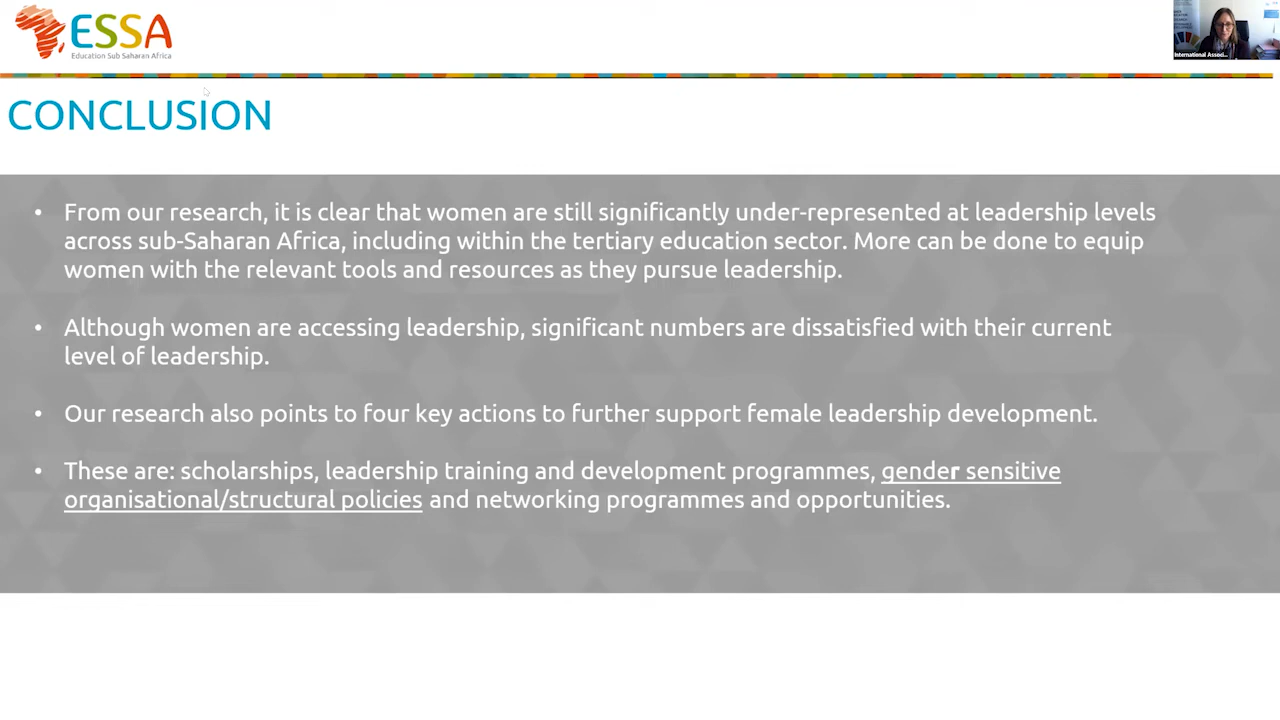 ESSA
Education Sub Saharan Africa
International Associ...
CONCLUSION
• From our research, it is clear that women are still significantly under-represented at leadership levels
across sub-Saharan Africa, including within the tertiary education sector. More can be done to equip
women with the relevant tools and resources as they pursue leadership.
• Although women are accessing leadership, significant numbers are dissatisfied with their current
level of leadership.
• Our research also points to four key actions to further support female leadership development.
• These are: scholarships, leadership training and development programmes, gender sensitive
organisational/structural policies and networking programmes and opportunities.